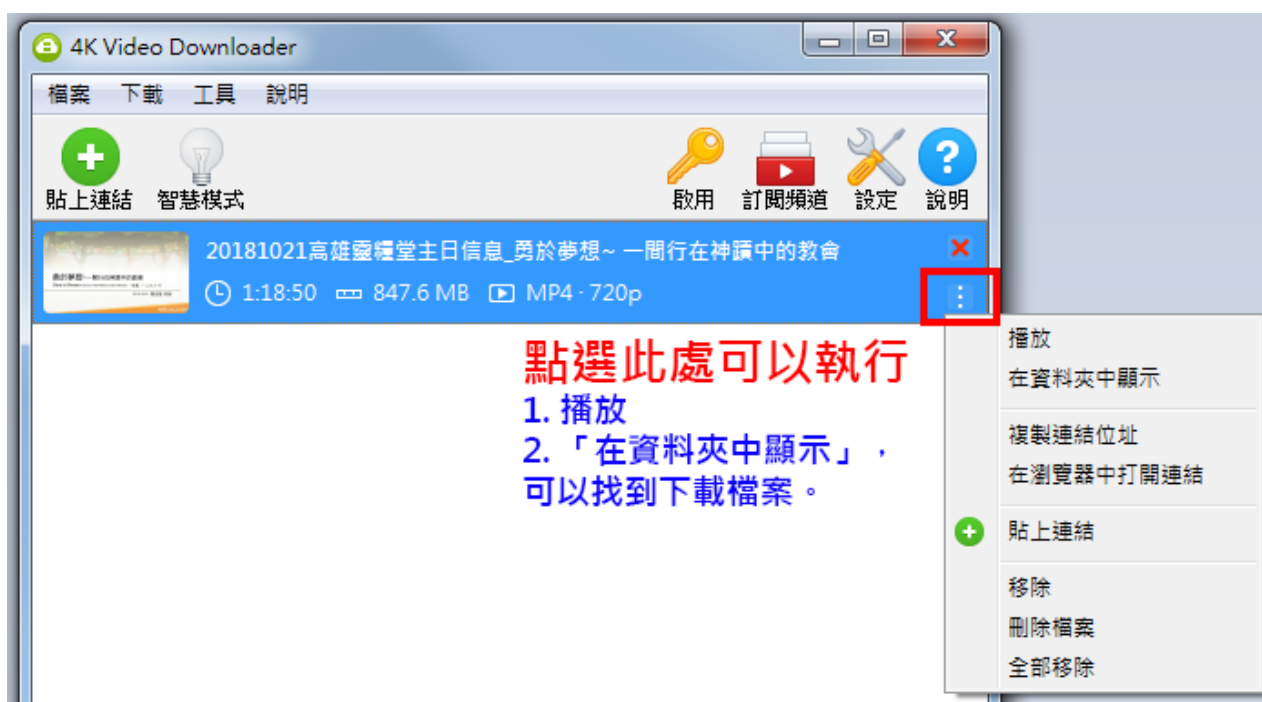 4K Video Downloader
檔案 下載 工具 說明
貼上連結 智慧模式 啟用 訂閱頻道 設定 說明
20181021高雄靈糧堂主日信息_勇於夢想~ 一間行在神蹟中的教會
1:18:50 847.6 MB MP4 · 720p
點選此處可以執行
1. 播放
2. 「在資料夾中顯示」，
可以找到下載檔案。
播放
在資料夾中顯示
複製連結位址
在瀏覽器中打開連結
貼上連結
移除
刪除檔案
全部移除